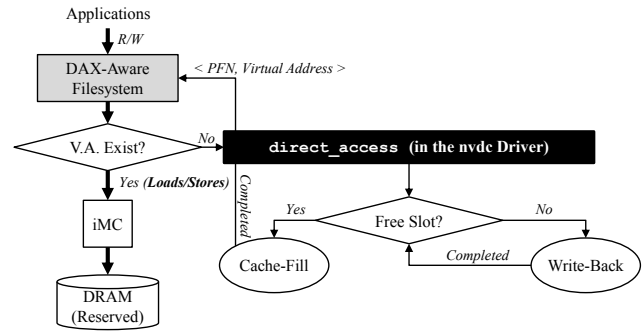 Applications
R/W
DAX-Aware
Filesystem
< PFN, Virtual Address >
V.A. Exist?
No
direct_access (in the nvdc Driver)
Yes (Loads/Stores)
Completed
iMC
Yes
Free Slot?
No
Cache-Fill
Completed
Write-Back
DRAM
(Reserved)